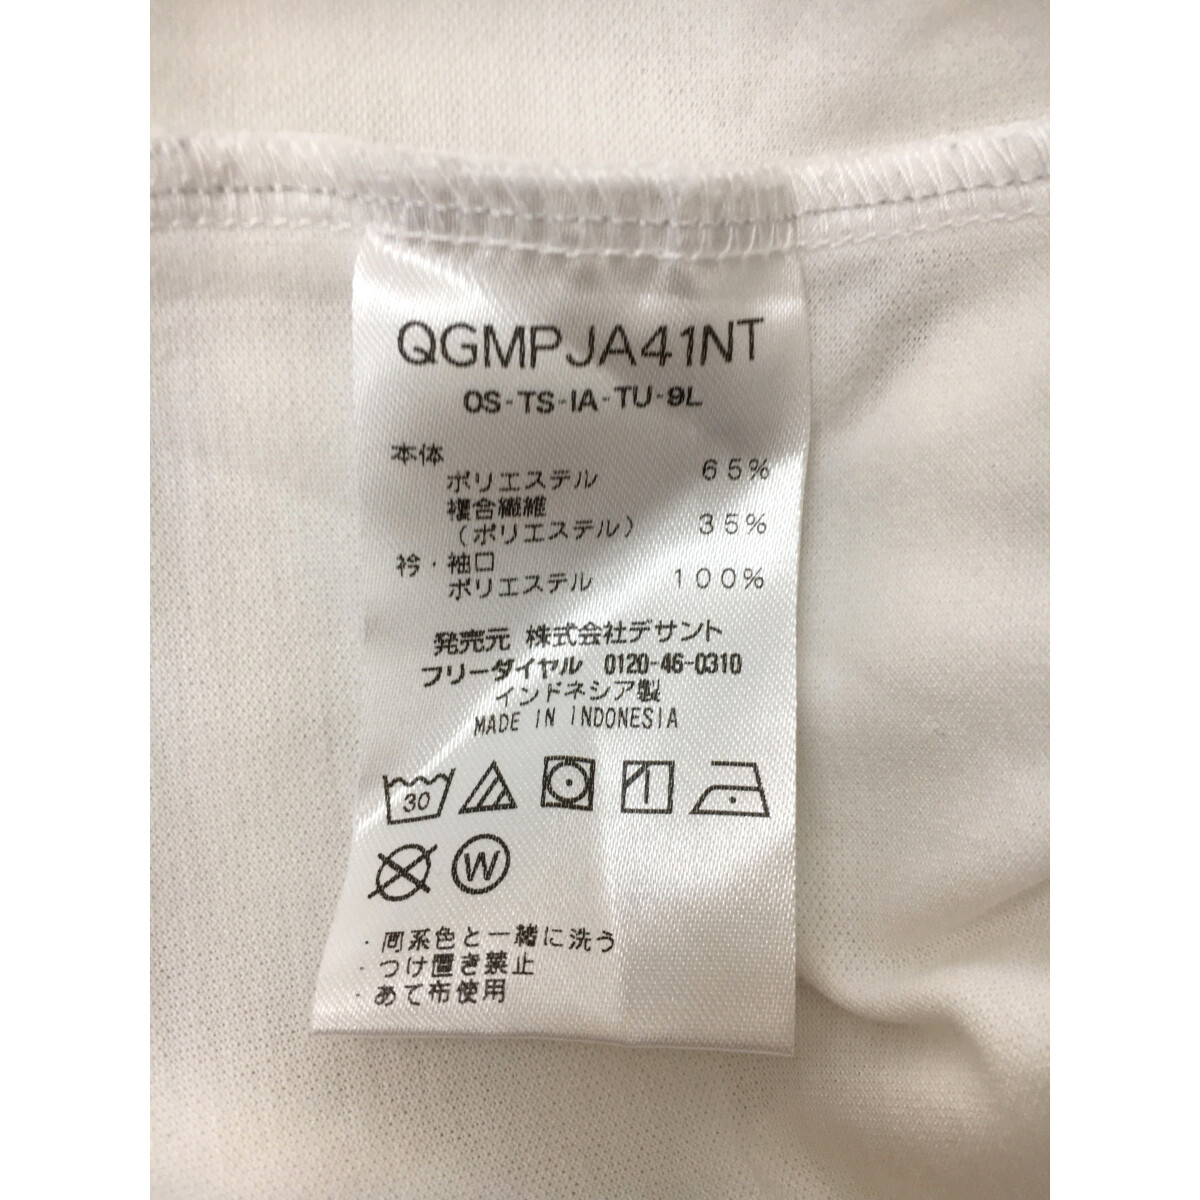 QGMPJA41NT
OS-TS-IA-TU-9L
本体
ポリエステル 65%
複合繊維
(ポリエステル) 35%
衿・袖口
ポリエステル 100%
発売元 株式会社デサント
フリーダイヤル 0120-46-0310
インドネシア製
MADE IN INDONESIA
30
W
・同系色と一緒に洗う
・つけ置き禁止
・あて布使用